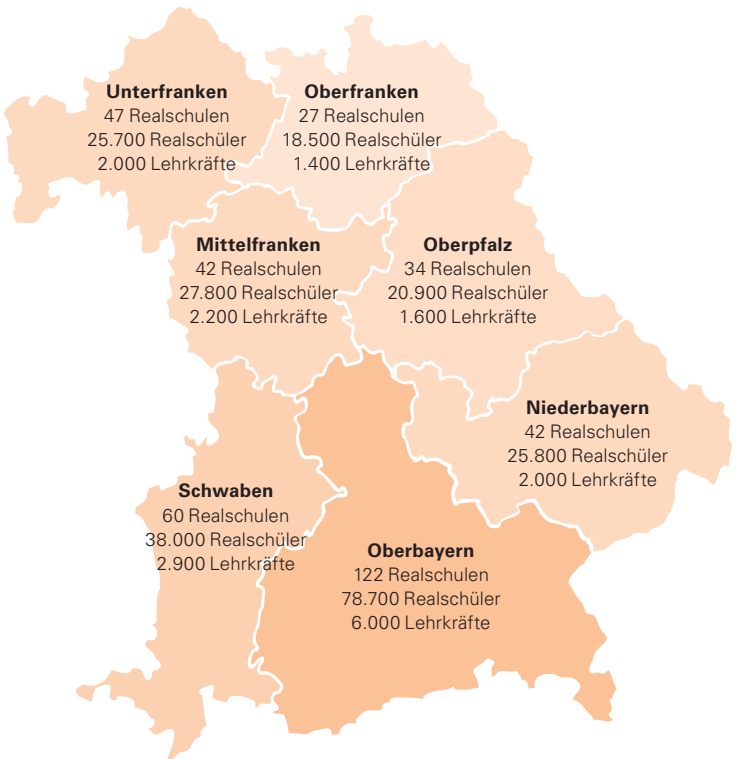 Unterfranken
47 Realschulen
25.700 Realschüler
2.000 Lehrkräfte
Oberfranken
27 Realschulen
18.500 Realschüler
1.400 Lehrkräfte
Mittelfranken
42 Realschulen
27.800 Realschüler
2.200 Lehrkräfte
Oberpfalz
34 Realschulen
20.900 Realschüler
1.600 Lehrkräfte
Niederbayern
42 Realschulen
25.800 Realschüler
2.000 Lehrkräfte
Schwaben
60 Realschulen
38.000 Realschüler
2.900 Lehrkräfte
Oberbayern
122 Realschulen
78.700 Realschüler
6.000 Lehrkräfte